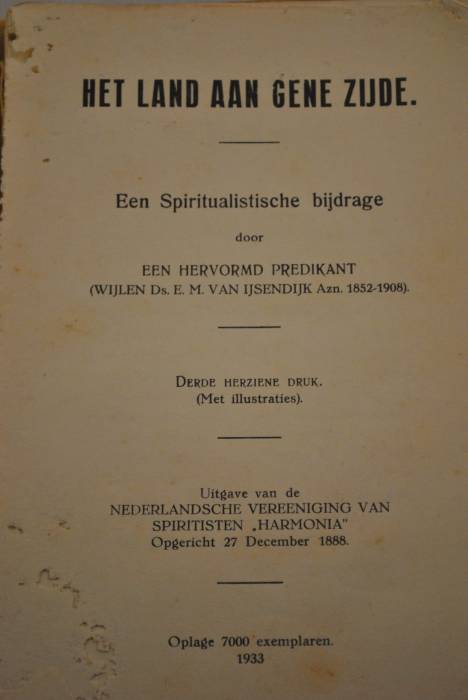 HET LAND AAN GENE ZIJDE.
Een Spiritualistische bijdrage
door
EEN HERVORMD PREDIKANT
(WIJLEN Ds. E. M. VAN IJSENDIJK Azn. 1852-1908).
DERDE HERZIENE DRUK.
(Met illustraties).
Uitgave van de
NEDERLANDSCHE VEREENIGING VAN
SPIRITISTEN „HARMONIA”
Opgericht 27 December 1888.
Oplage 7000 exemplaren.
1933